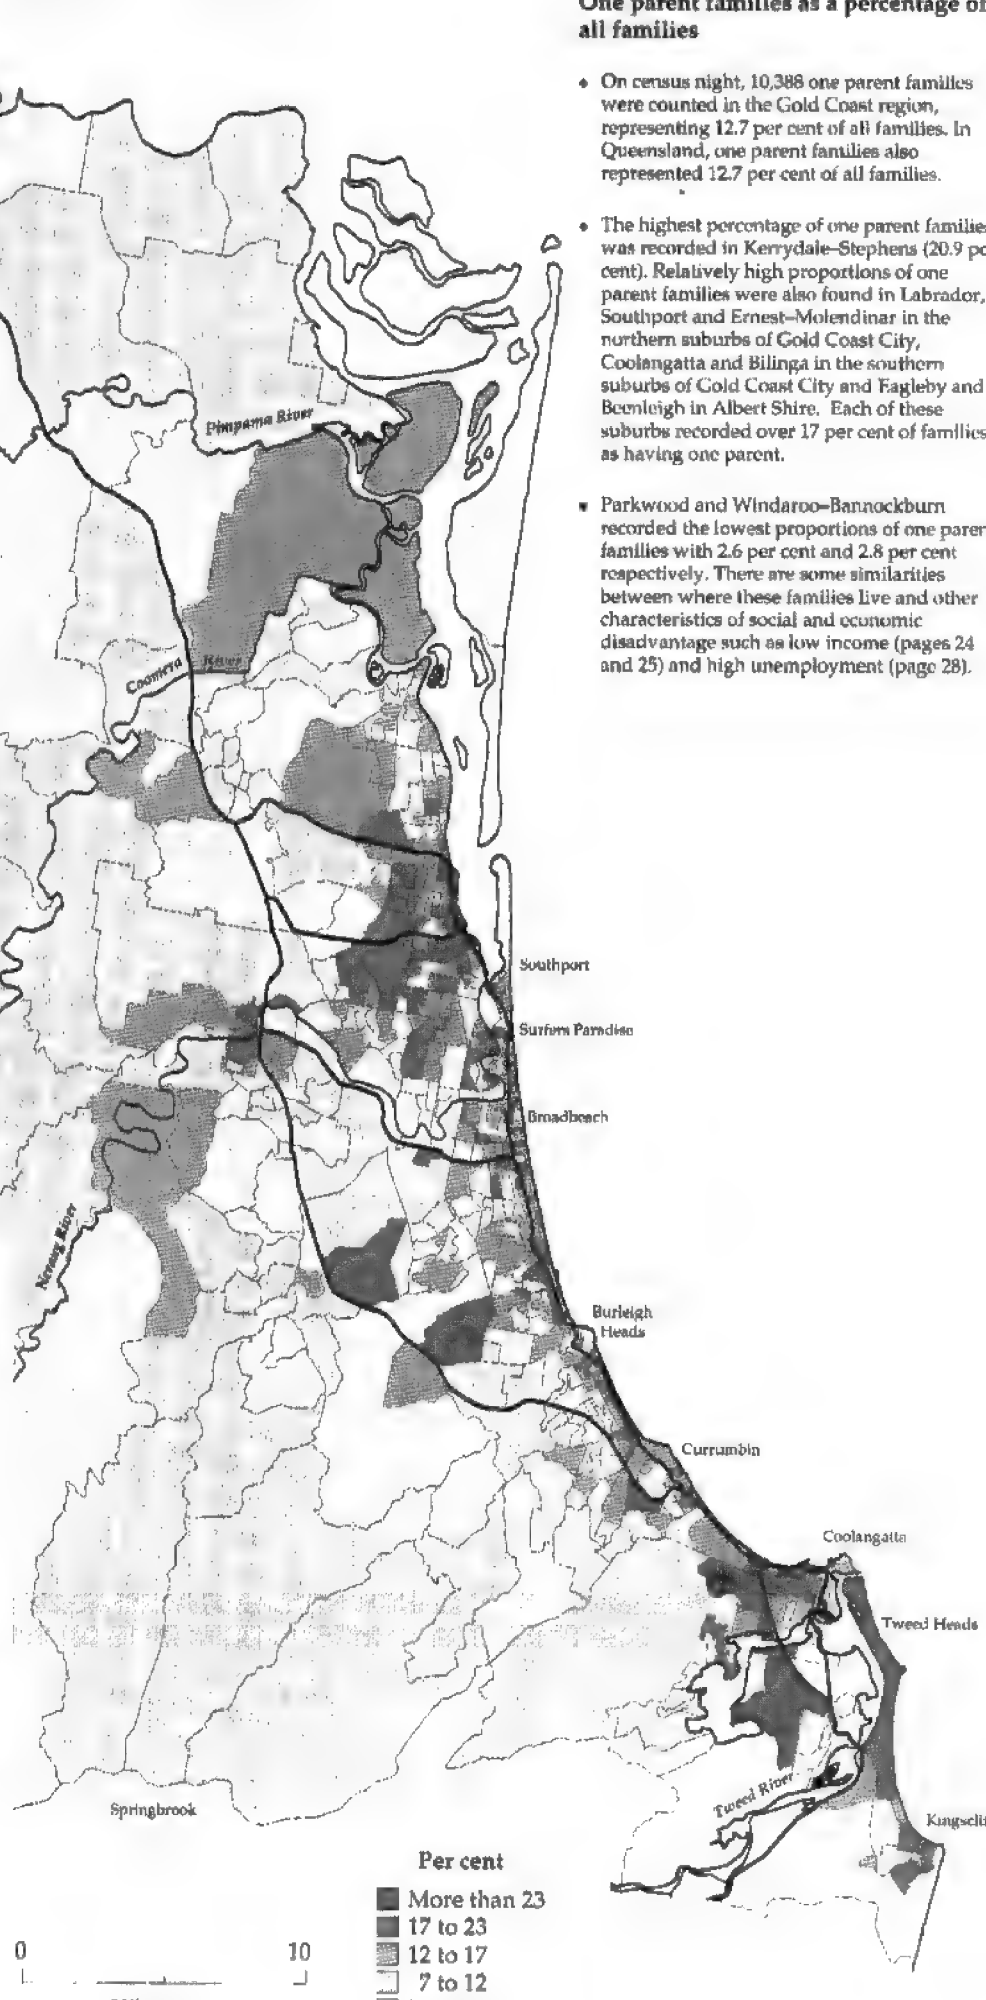 One parent families as a percentage of
all families
• On census night, 10,388 one parent families
were counted in the Gold Coast region,
representing 12.7 per cent of all families. In
Queensland, one parent families also
represented 12.7 per cent of all families.
• The highest percentage of one parent families
was recorded in Kerrydale–Stephens (20.9 pe
cent). Relatively high proportions of one
parent families were also found in Labrador,
Southport and Ernest–Molendinar in the
northern suburbs of Gold Coast City,
Coolangatta and Bilinga in the southern
suburbs of Gold Coast City and Eagleby and
Beenleigh in Albert Shire. Each of these
suburbs recorded over 17 per cent of families
as having one parent.
• Parkwood and Windaroo–Bannockburn
recorded the lowest proportions of one paren
families with 2.6 per cent and 2.8 per cent
respectively. There are some similarities
between where these families live and other
characteristics of social and economic
disadvantage such as low income (pages 24
and 25) and high unemployment (page 28).
Pimpama River
Coomera River
Southport
Surfers Paradise
Broadbeach
Nerang River
Burleigh
Heads
Currumbin
Coolangatta
Tweed Heads
Tweed River
Springbrook
Kingscli
Per cent
More than 23
17 to 23
12 to 17
7 to 12
0 10